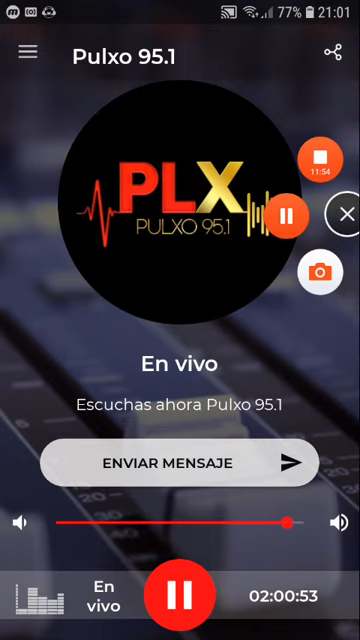 77% 21:01
Pulxo 95.1
PLX
PULXO 95.1
11:54
En vivo
Escuchas ahora Pulxo 95.1
ENVIAR MENSAJE
En
vivo
02:00:53